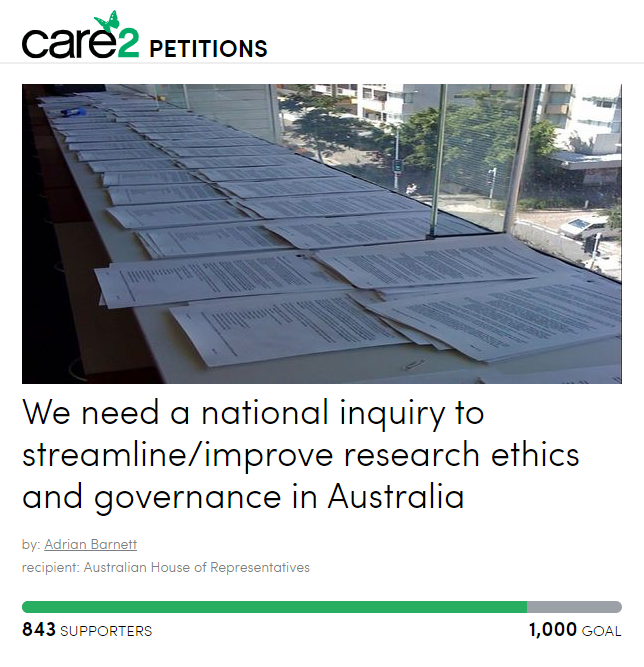 care2 PETITIONS
We need a national inquiry to
streamline/improve research ethics
and governance in Australia
by: Adrian Barnett
recipient: Australian House of Representatives
843 SUPPORTERS
1,000 GOAL